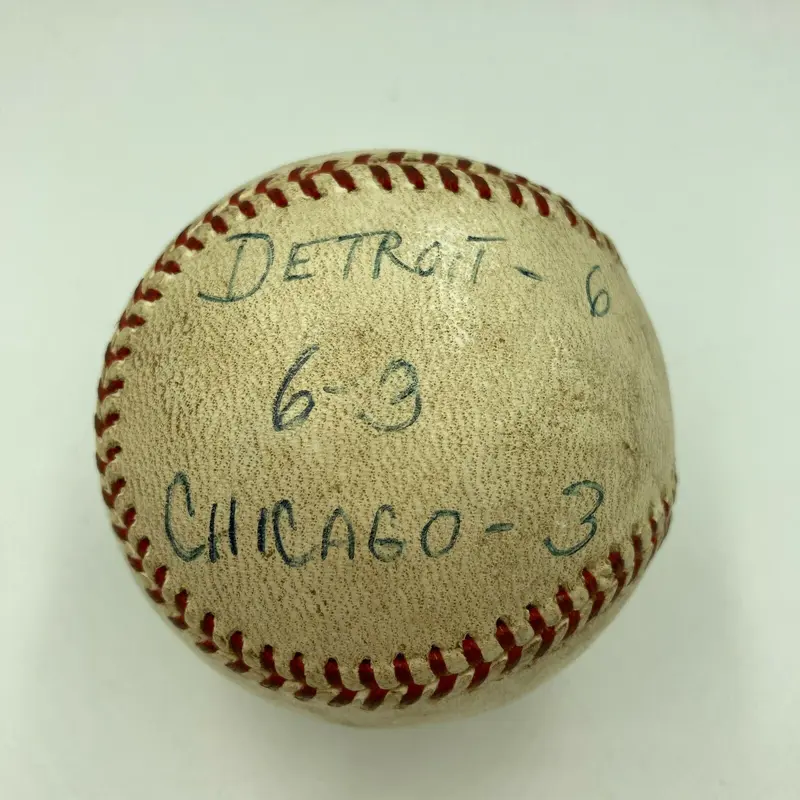 DETROIT - 6
6-3
CHICAGO - 3